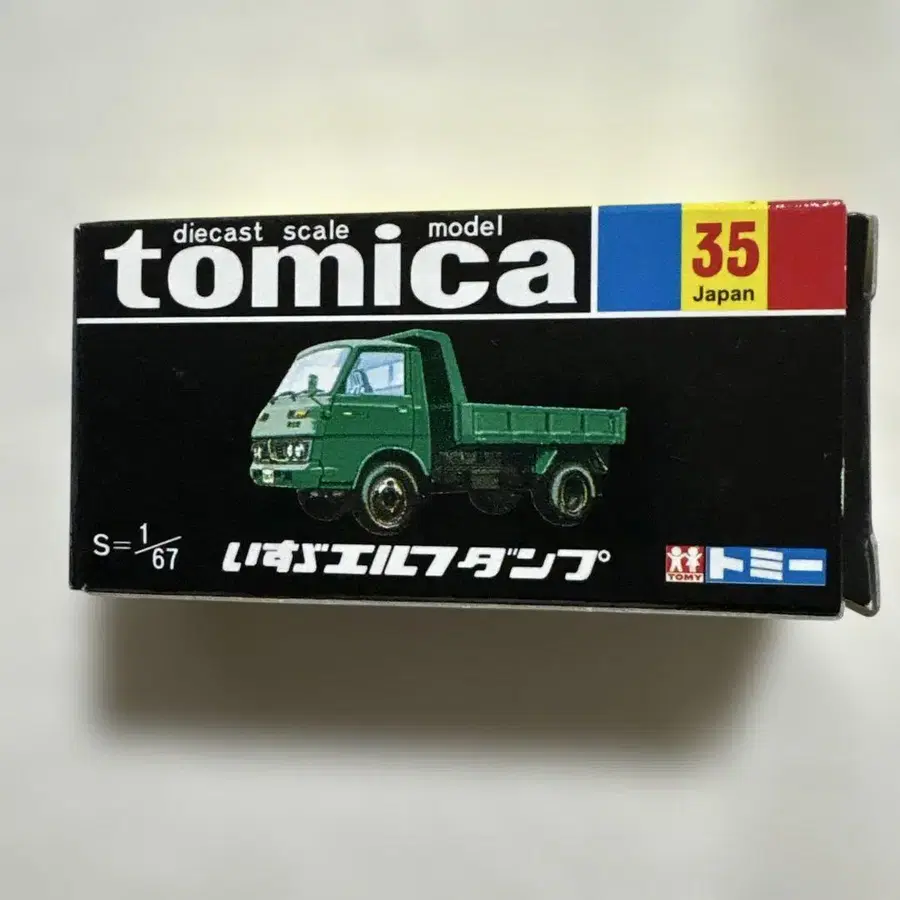 diecast scale model
tomica
35
Japan
S=1/67
いすゞエルフダンプ
TOMY
トミー